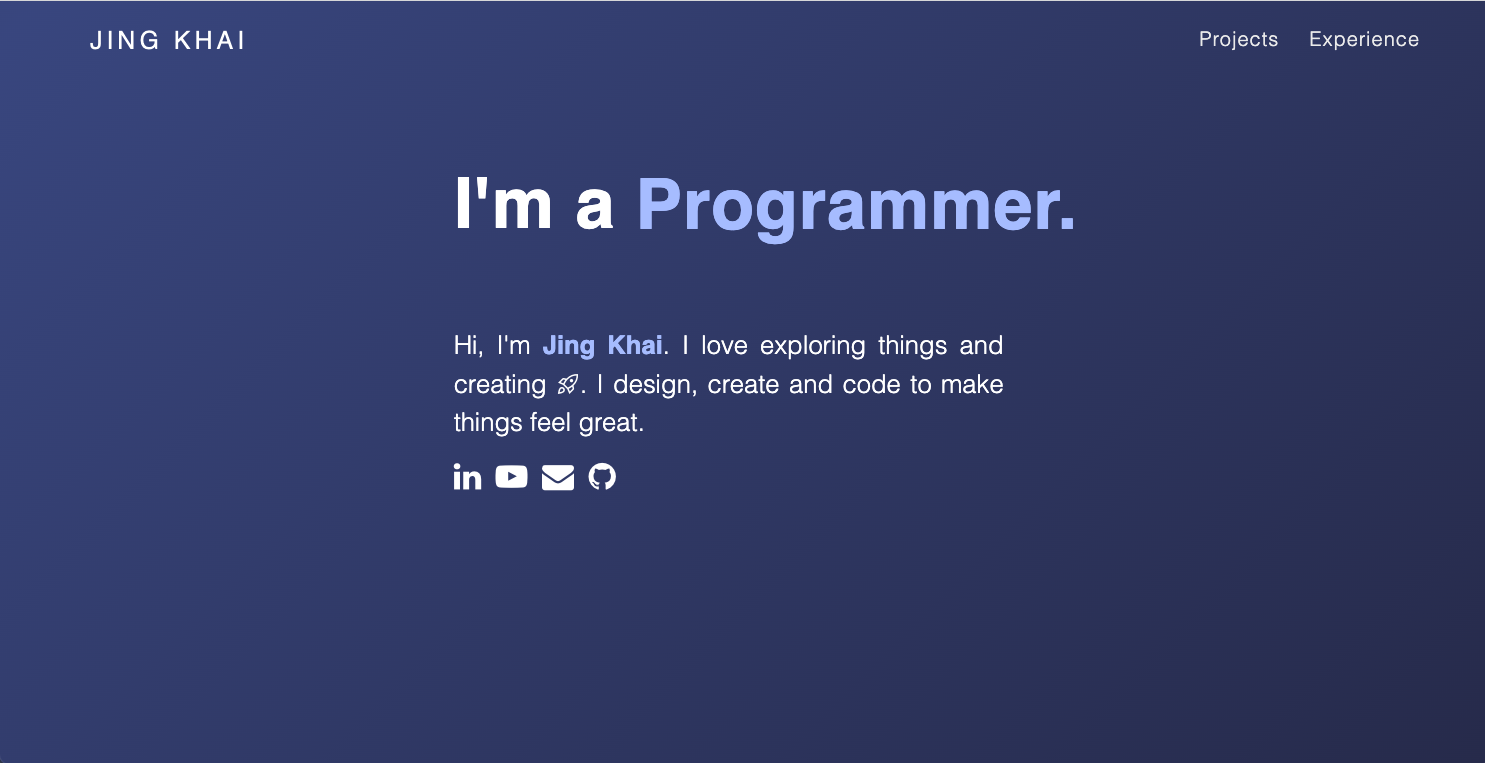 JING KHAI
Projects Experience
I'm a Programmer.
Hi, I'm Jing Khai. I love exploring things and
creating . I design, create and code to make
things feel great.
in